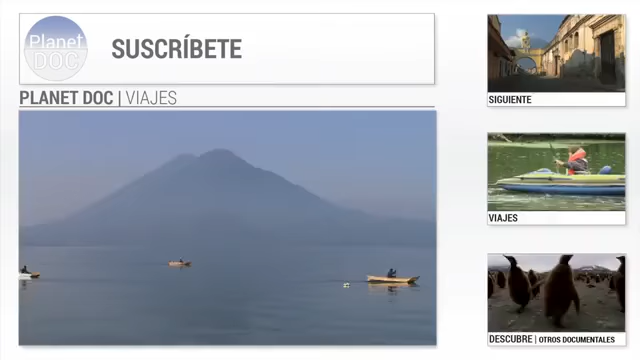 Planet
DOC
SUSCRÍBETE
PLANET DOC | VIAJES
SIGUIENTE
VIAJES
DESCUBRE | OTROS DOCUMENTALES